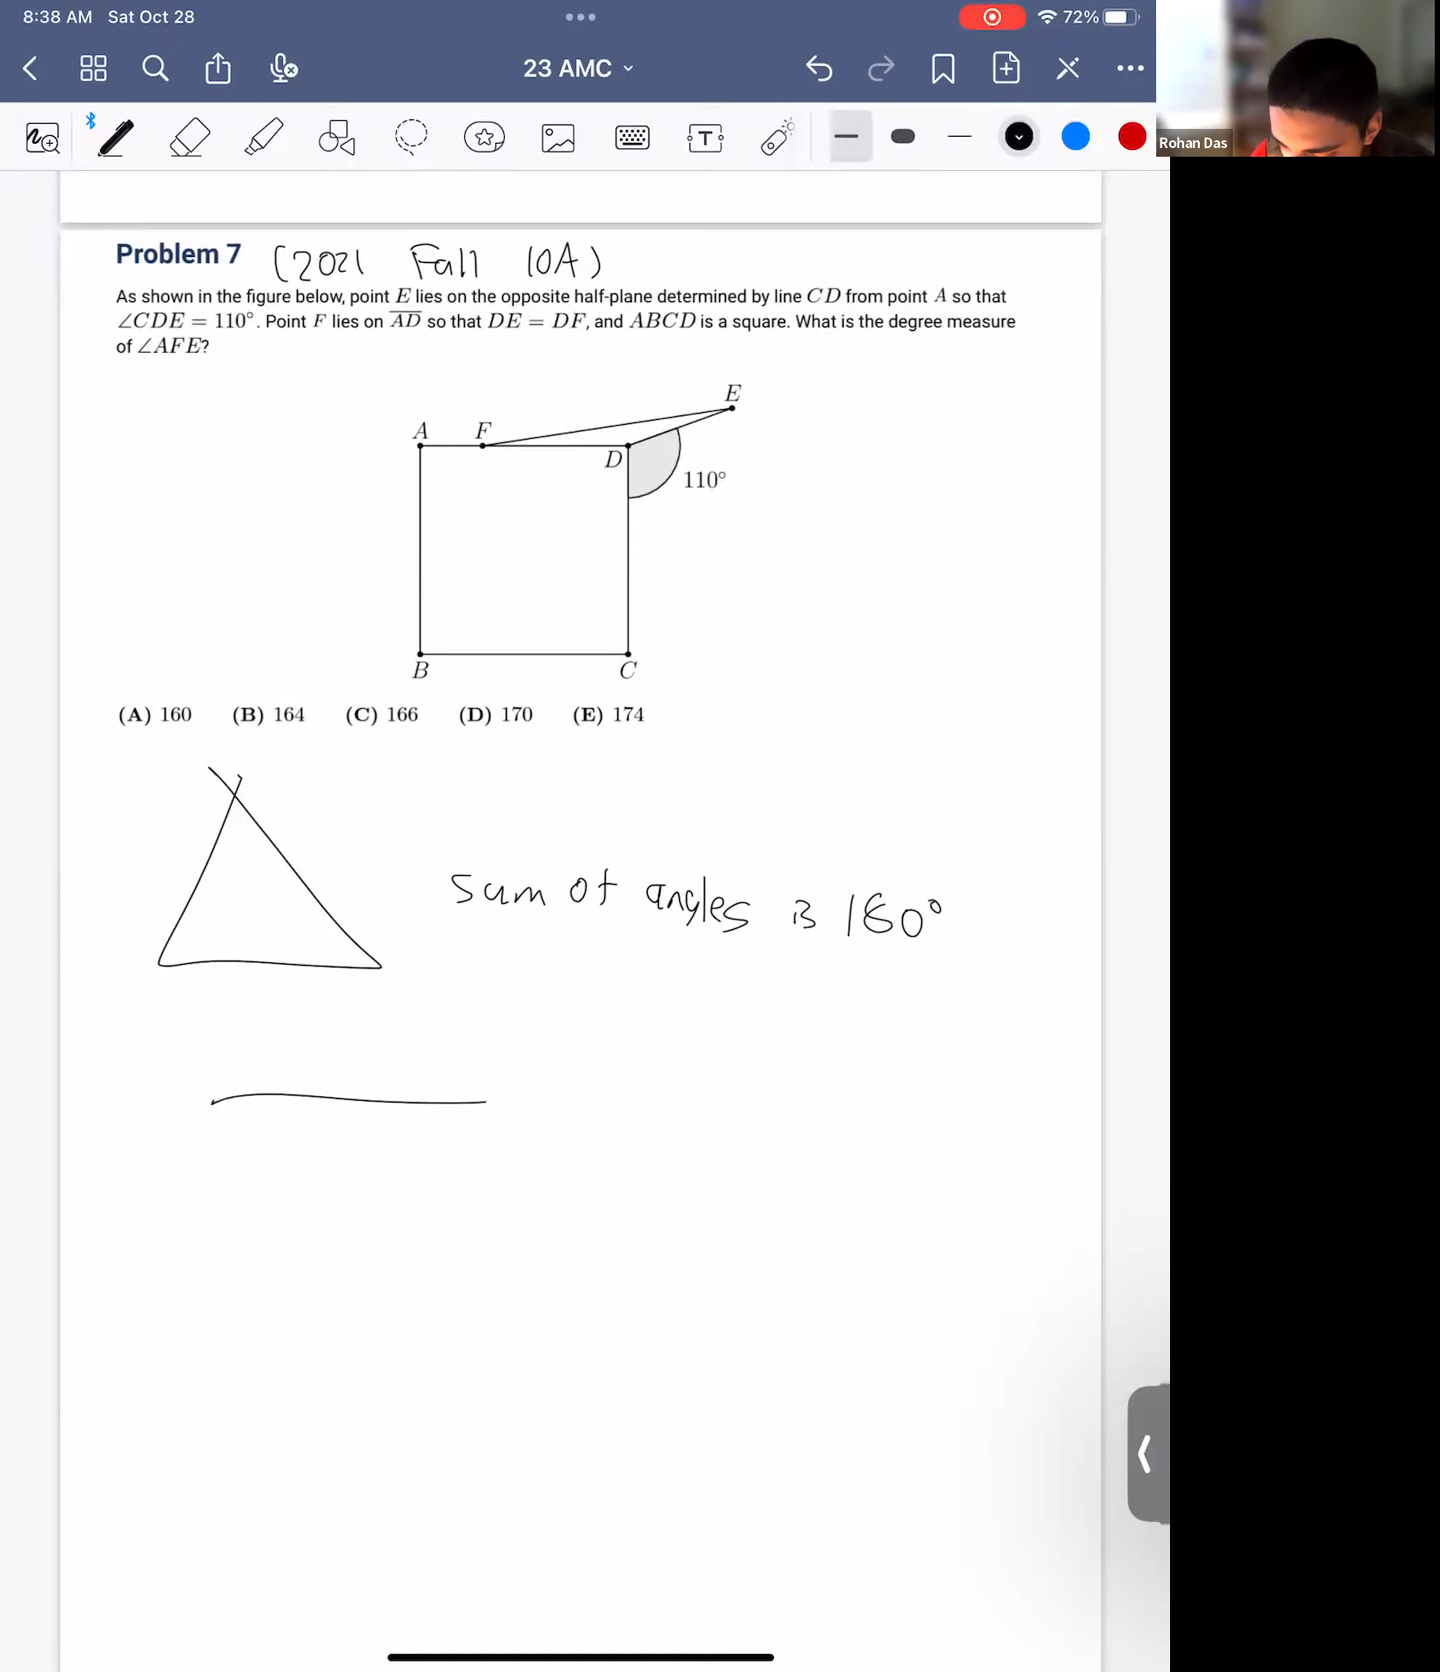 8:38 AM Sat Oct 28
72%
23 AMC
T
Rohan Das
Problem 7 (2021 Fall 10A)
As shown in the figure below, point E lies on the opposite half-plane determined by line CD from point A so that
∠CDE = 110°. Point F lies on A̅D̅ so that DE = DF, and ABCD is a square. What is the degree measure
of ∠AFE?
E
A F
D
110°
B C
(A) 160 (B) 164 (C) 166 (D) 170 (E) 174
Sum of angles is 180°